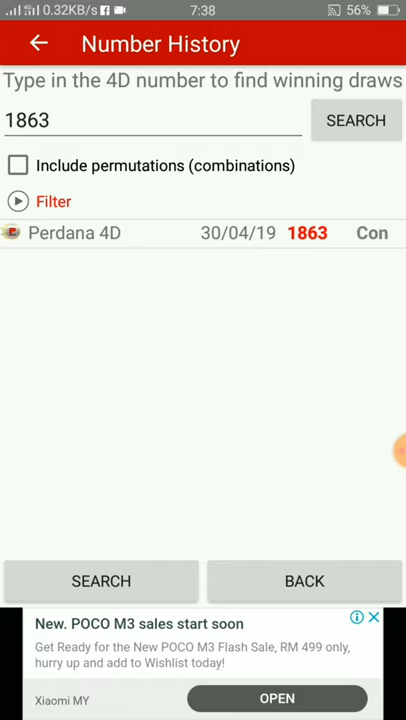 0.32KB/s 7:38 56%
Number History
Type in the 4D number to find winning draws
1863 SEARCH
Include permutations (combinations)
Filter
Perdana 4D 30/04/19 1863 Con
SEARCH BACK
New. POCO M3 sales start soon
Get Ready for the New POCO M3 Flash Sale, RM 499 only,
hurry up and add to Wishlist today!
Xiaomi MY OPEN